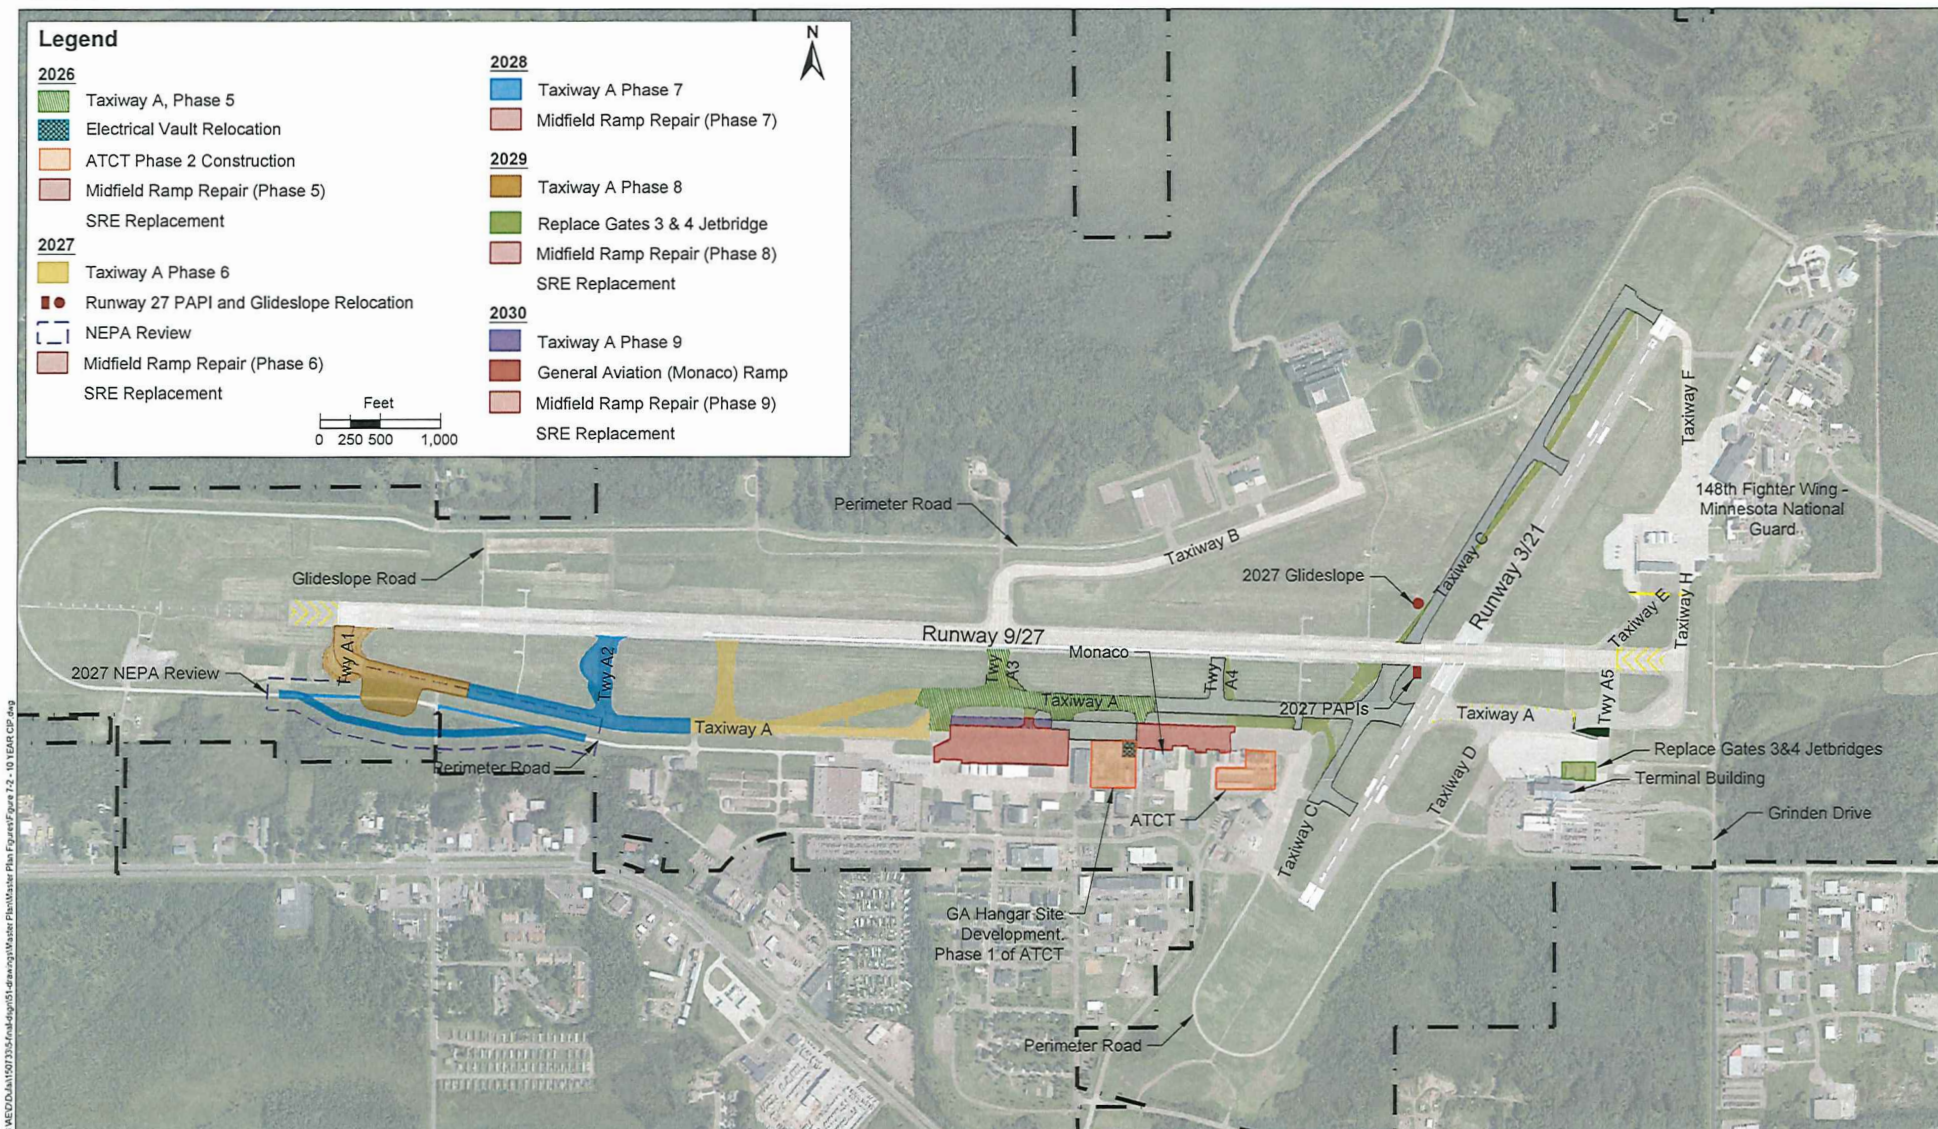 Legend
2026
Taxiway A, Phase 5
Electrical Vault Relocation
ATCT Phase 2 Construction
Midfield Ramp Repair (Phase 5)
SRE Replacement
2027
Taxiway A Phase 6
Runway 27 PAPI and Glideslope Relocation
NEPA Review
Midfield Ramp Repair (Phase 6)
SRE Replacement
2028
Taxiway A Phase 7
Midfield Ramp Repair (Phase 7)
2029
Taxiway A Phase 8
Replace Gates 3 & 4 Jetbridge
Midfield Ramp Repair (Phase 8)
SRE Replacement
2030
Taxiway A Phase 9
General Aviation (Monaco) Ramp
Midfield Ramp Repair (Phase 9)
SRE Replacement
N
Feet
0 250 500 1,000
Perimeter Road
Taxiway B
Glideslope Road
2027 Glideslope
Taxiway C
Runway 3/21
Taxiway F
148th Fighter Wing -
Minnesota National
Guard
Taxiway E
Taxiway H
Runway 9/27
Monaco
2027 NEPA Review
Twy A1
Twy A2
Twy
A3
Twy
A4
Twy A5
Taxiway A
Taxiway A
Taxiway A
2027 PAPIs
Perimeter Road
Taxiway D
Replace Gates 3&4 Jetbridges
Terminal Building
Grinden Drive
ATCT
Taxiway C
GA Hangar Site
Development.
Phase 1 of ATCT
Perimeter Road